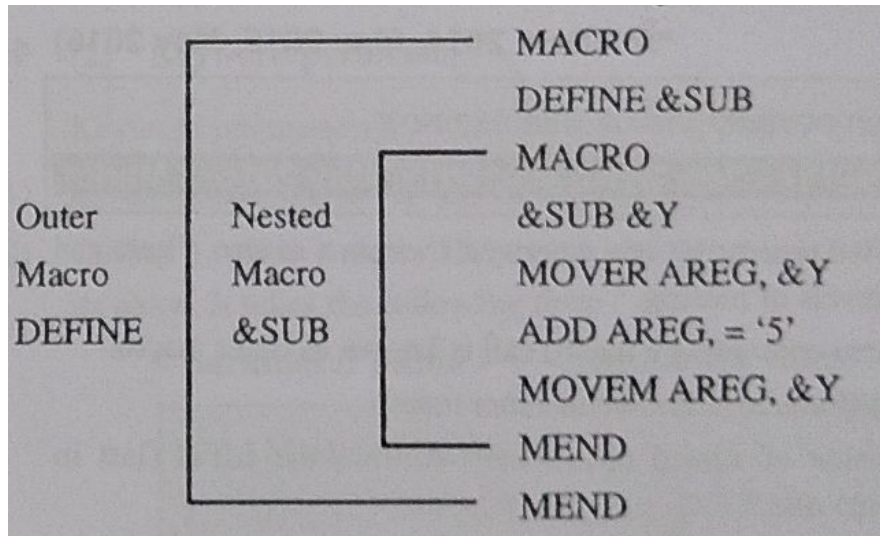 MACRO
DEFINE &SUB
MACRO
Outer Nested &SUB &Y
Macro Macro MOVER AREG, &Y
DEFINE &SUB ADD AREG, = ‘5’
MOVEM AREG, &Y
MEND
MEND